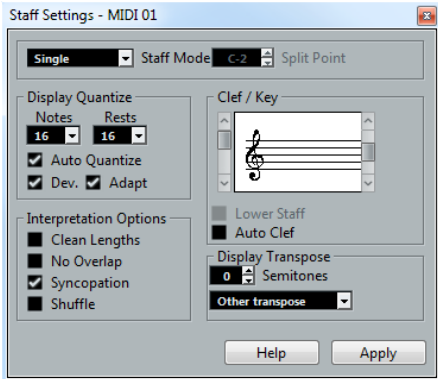 Staff Settings - MIDI 01
Single Staff Mode C-2 Split Point
Display Quantize
Notes Rests
16 16
Auto Quantize
Dev. Adapt
Clef / Key
Lower Staff
Auto Clef
Interpretation Options
Clean Lengths
No Overlap
Syncopation
Shuffle
Display Transpose
0 Semitones
Other transpose
Help Apply